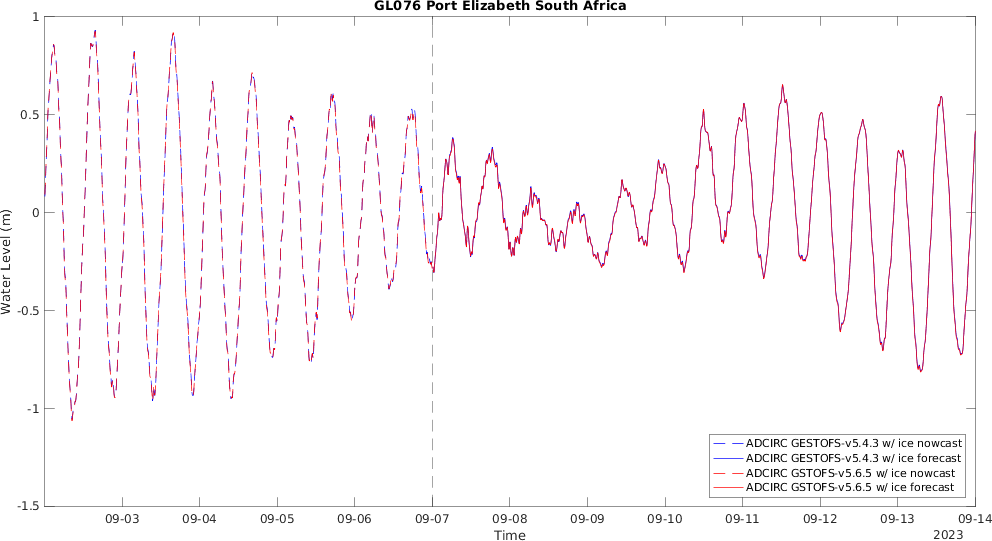 GL076 Port Elizabeth South Africa
1
0.5
0
-0.5
-1
-1.5
Water Level (m)
09-03 09-04 09-05 09-06 09-07 09-08 09-09 09-10 09-11 09-12 09-13 09-14
Time
2023
ADCIRC GESTOFS-v5.4.3 w/ ice nowcast
ADCIRC GESTOFS-v5.4.3 w/ ice forecast
ADCIRC GSTOFS-v5.6.5 w/ ice nowcast
ADCIRC GSTOFS-v5.6.5 w/ ice forecast